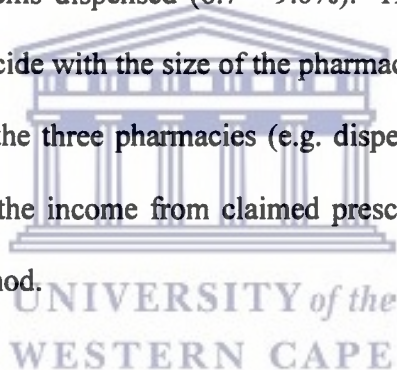 dispensed
cide with the size of the pharmac
the three pharmacies (e.g. dispe
the income from claimed presc
nod.
UNIVERSITY of the
WESTERN CAPE